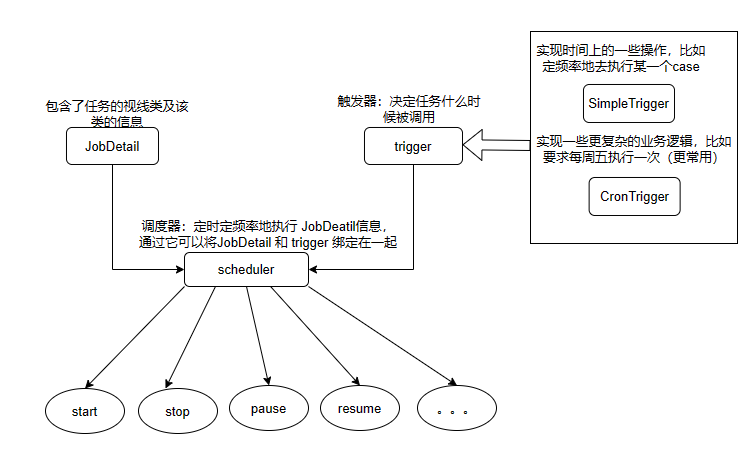 实现时间上的一些操作，比如
定频率地去执行某一个case
SimpleTrigger
实现一些更复杂的业务逻辑，比如
要求每周五执行一次（更常用）
CronTrigger
包含了任务的视线类及该
类的信息
JobDetail
触发器：决定任务什么时
候被调用
trigger
调度器：定时定频率地执行 JobDeatil信息，
通过它可以将JobDetail 和 trigger 绑定在一起
scheduler
start
stop
pause
resume
。。。